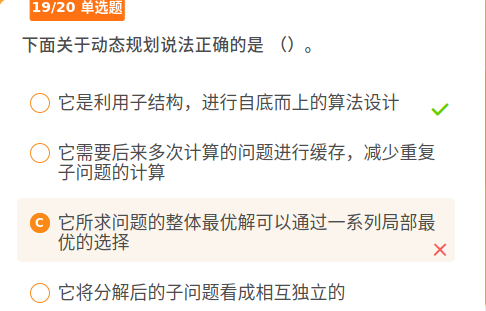 19/20 单选题
下面关于动态规划说法正确的是 （）。
它是利用子结构，进行自底而上的算法设计
它需要后来多次计算的问题进行缓存，减少重复
子问题的计算
C 它所求问题的整体最优解可以通过一系列局部最
优的选择
它将分解后的子问题看成相互独立的